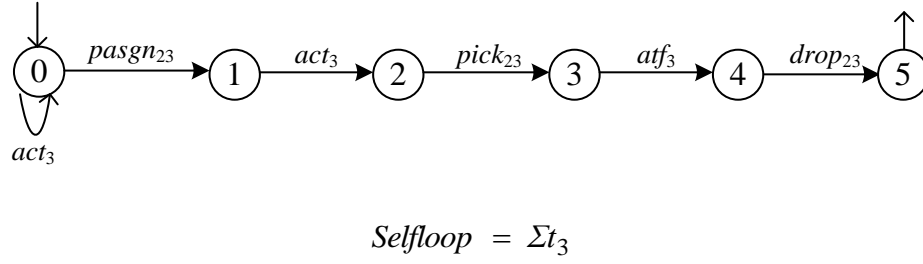 0 pasgn₂₃ 1 act₃ 2 pick₂₃ 3 atf₃ 4 drop₂₃ 5
act₃
Selfloop = Σt₃